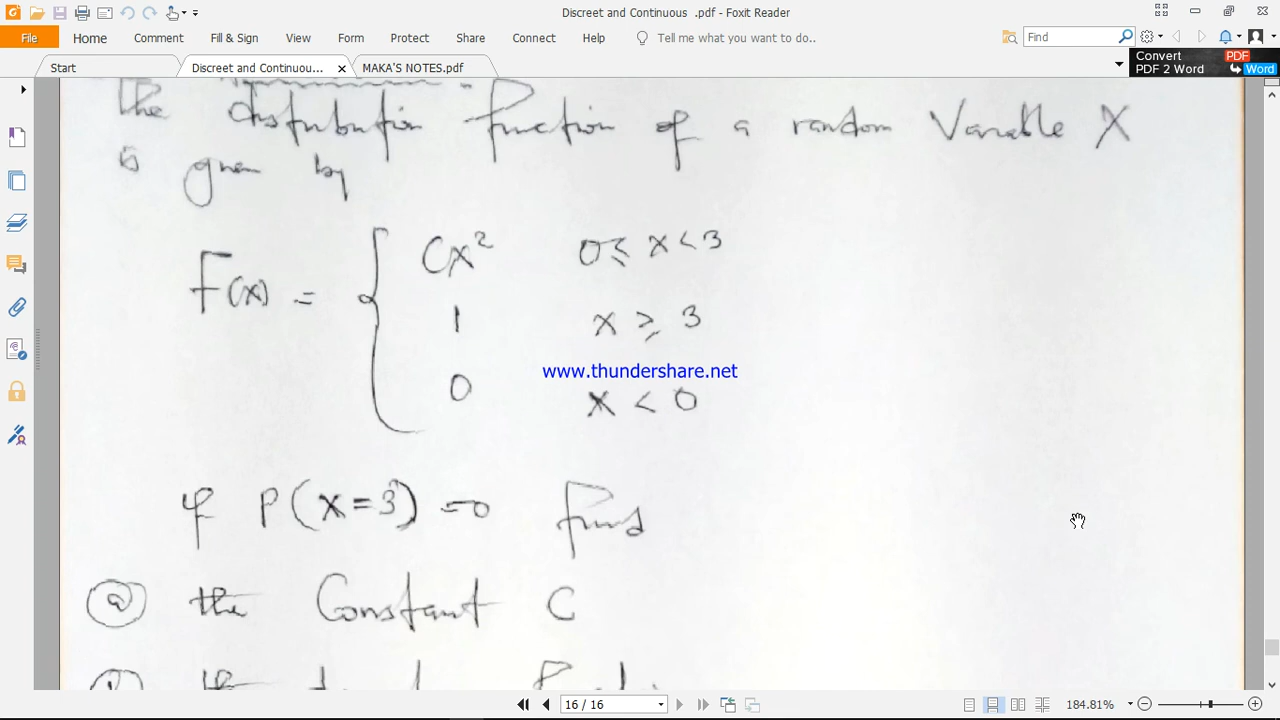 Discreet and Continuous .pdf - Foxit Reader
File Home Comment Fill & Sign View Form Protect Share Connect Help Tell me what you want to do.. Find
Start Discreet and Continuou... MAKA'S NOTES.pdf
Convert PDF
PDF 2 Word Word
The distribution function of a random Variable X
is given by
F(x) = { Cx² 0 ≤ x < 3
1 x ≥ 3
www.thundershare.net
0 x < 0
If P(X=3) = 0 find
(a) the Constant C
16 / 16 184.81%